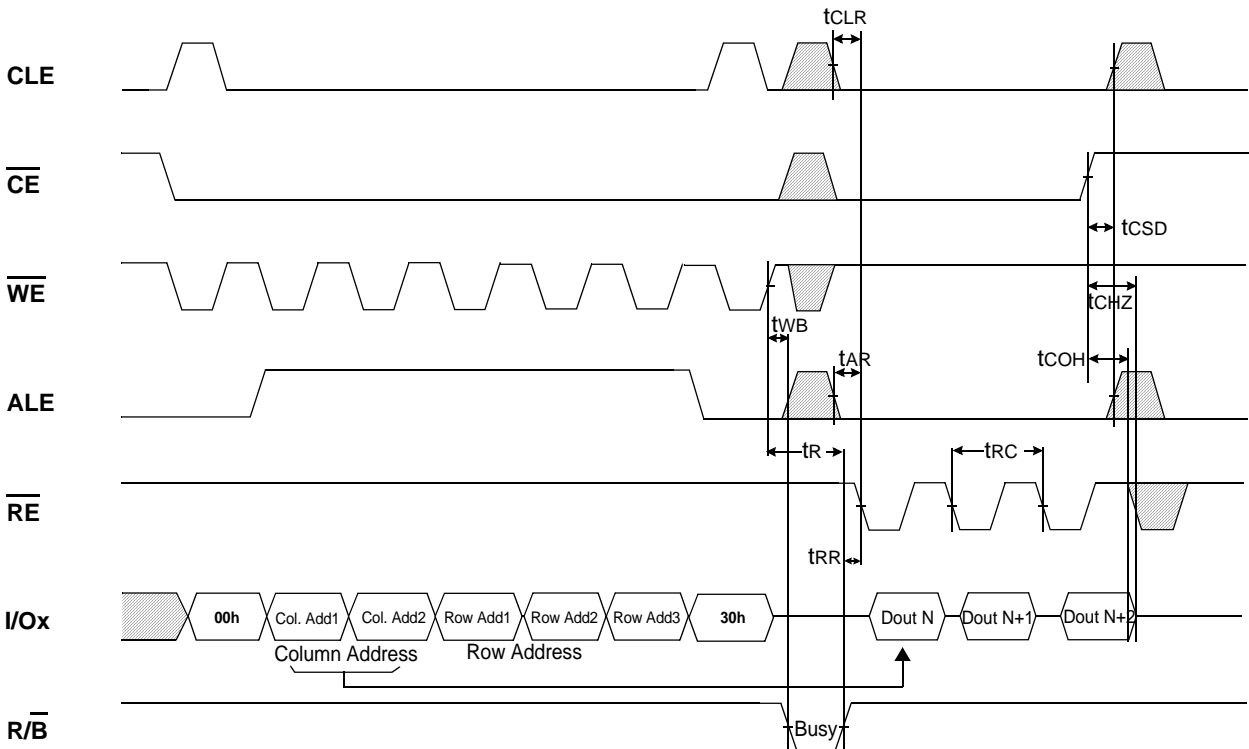 tCLR
CLE
CE
tCSD
WE
tCHZ
tWB
tAR
tCOH
ALE
tR
tRC
RE
tRR
I/Ox
00h Col. Add1 Col. Add2 Row Add1 Row Add2 Row Add3 30h Dout N Dout N+1 Dout N+2
Column Address Row Address
R/B
Busy